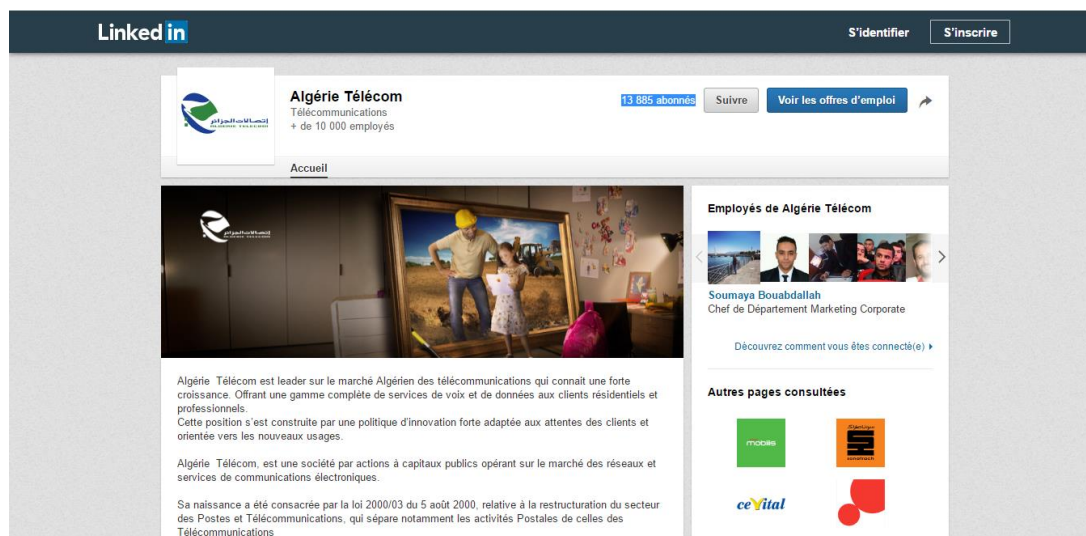 Linked in
S'identifier
S'inscrire
إتصالات الجزائر
ALGERIE TELECOM
Algérie Télécom
Télécommunications
+ de 10 000 employés
13 885 abonnés
Suivre
Voir les offres d'emploi
Accueil
Employés de Algérie Télécom
Soumaya Bouabdallah
Chef de Département Marketing Corporate
Découvrez comment vous êtes connecté(e)
Algérie Télécom est leader sur le marché Algérien des télécommunications qui connait une forte
croissance. Offrant une gamme complète de services de voix et de données aux clients résidentiels et
professionnels.
Cette position s'est construite par une politique d'innovation forte adaptée aux attentes des clients et
orientée vers les nouveaux usages.
Algérie Télécom, est une société par actions à capitaux publics opérant sur le marché des réseaux et
services de communications électroniques.
Sa naissance a été consacrée par la loi 2000/03 du 5 août 2000, relative à la restructuration du secteur
des Postes et Télécommunications, qui sépare notamment les activités Postales de celles des
Télécommunications
Autres pages consultées
mobilis
sonatrach
cevital